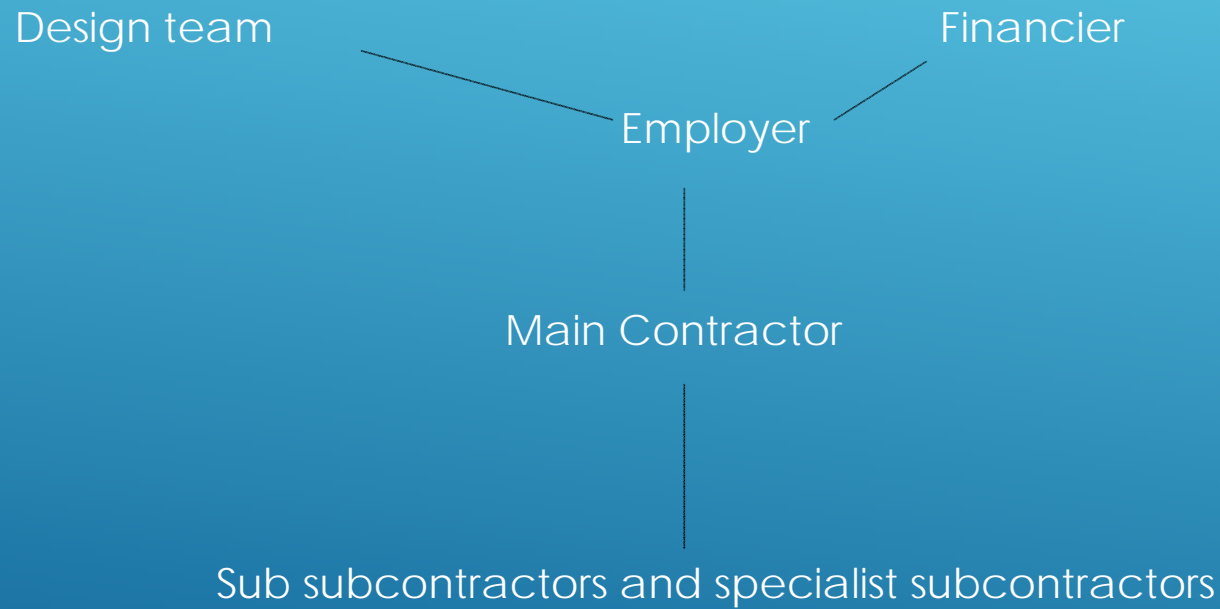 Design team
Financier
Employer
Main Contractor
Sub subcontractors and specialist subcontractors